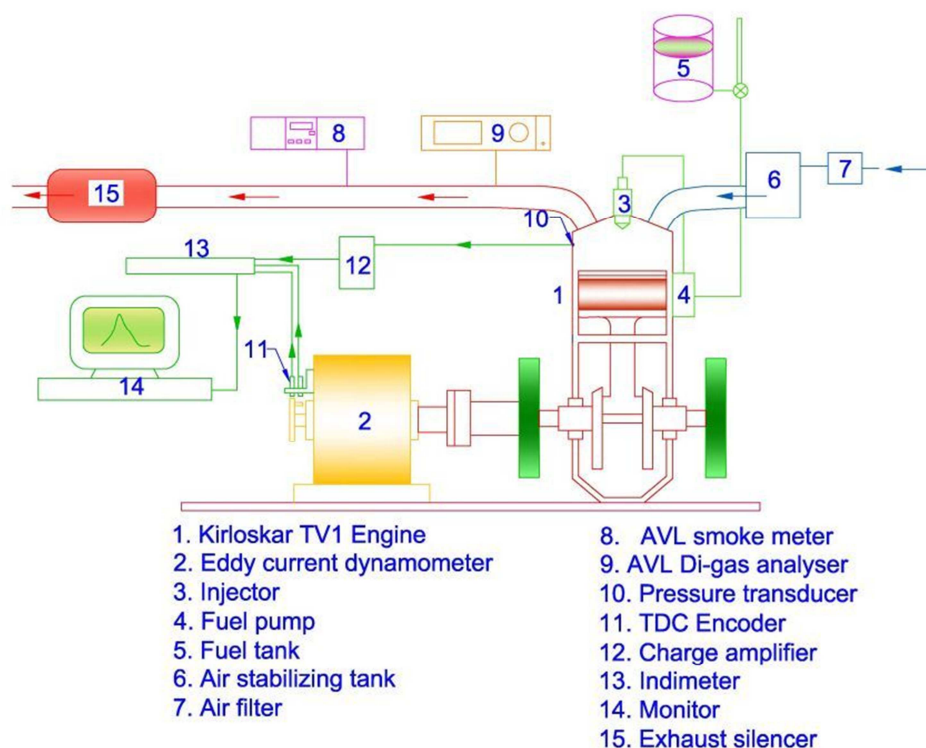 5
8
9
15
3
6
7
10
13
12
1
4
11
14
2
1. Kirloskar TV1 Engine
2. Eddy current dynamometer
3. Injector
4. Fuel pump
5. Fuel tank
6. Air stabilizing tank
7. Air filter
8. AVL smoke meter
9. AVL Di-gas analyser
10. Pressure transducer
11. TDC Encoder
12. Charge amplifier
13. Indimeter
14. Monitor
15. Exhaust silencer